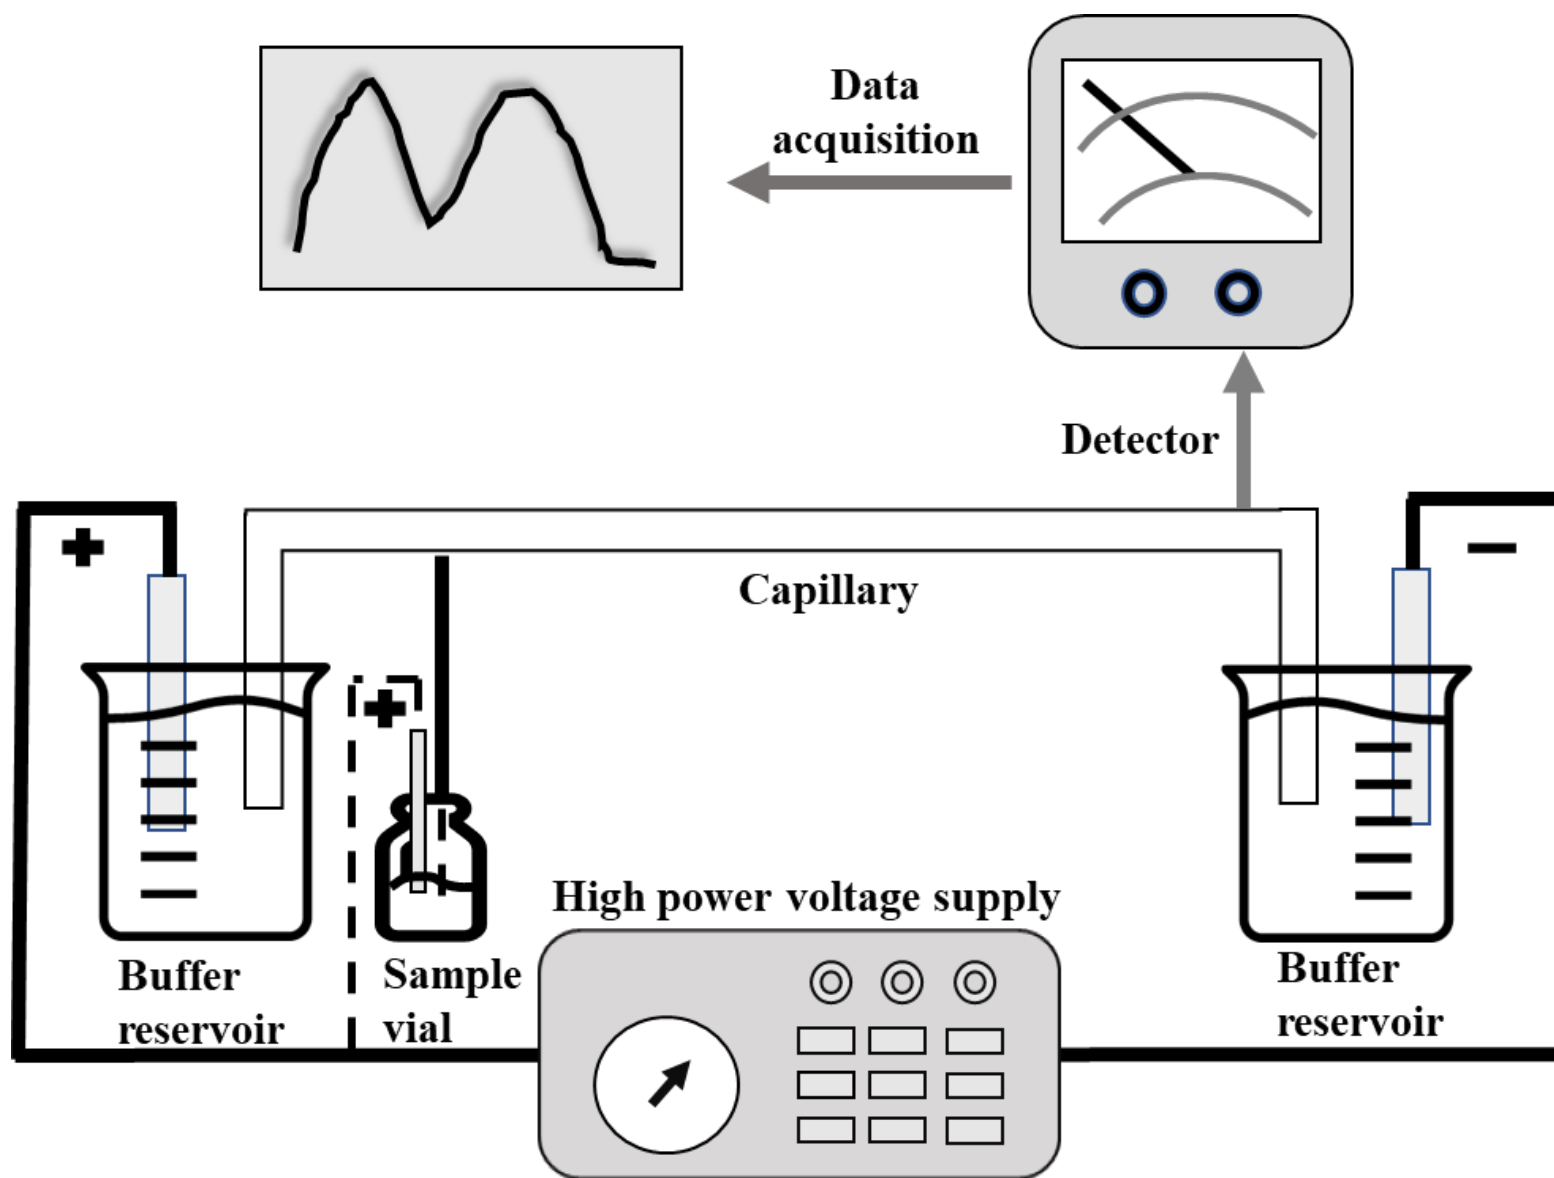 Data
acquisition
Detector
+
−
Capillary
+
High power voltage supply
Buffer
reservoir
Sample
vial
Buffer
reservoir